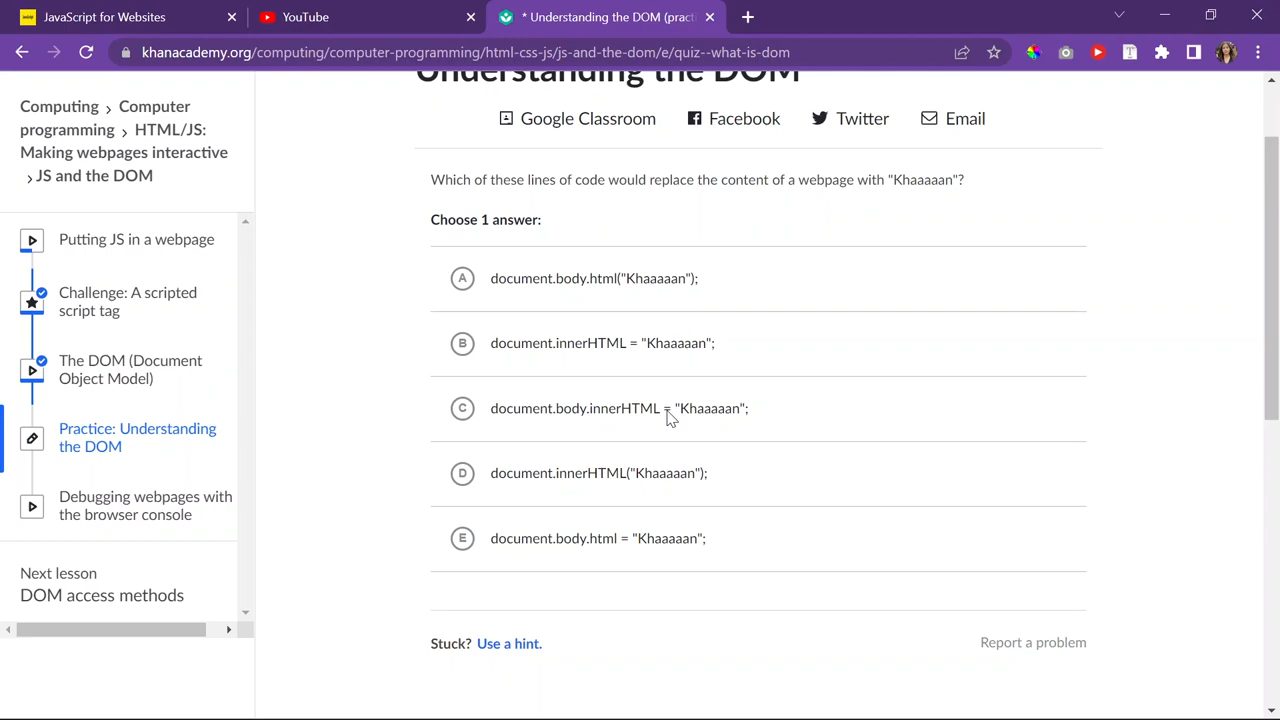 JavaScript for Websites
YouTube
* Understanding the DOM (practi
khanacademy.org/computing/computer-programming/html-css-js/js-and-the-dom/e/quiz--what-is-dom
Computing > Computer
programming > HTML/JS:
Making webpages interactive
> JS and the DOM
Putting JS in a webpage
Challenge: A scripted
script tag
The DOM (Document
Object Model)
Practice: Understanding
the DOM
Debugging webpages with
the browser console
Next lesson
DOM access methods
Understanding the DOM
Google Classroom
Facebook
Twitter
Email
Which of these lines of code would replace the content of a webpage with "Khaaaaan"?
Choose 1 answer:
A document.body.html("Khaaaaan");
B document.innerHTML = "Khaaaaan";
C document.body.innerHTML = "Khaaaaan";
D document.innerHTML("Khaaaaan");
E document.body.html = "Khaaaaan";
Stuck? Use a hint.
Report a problem